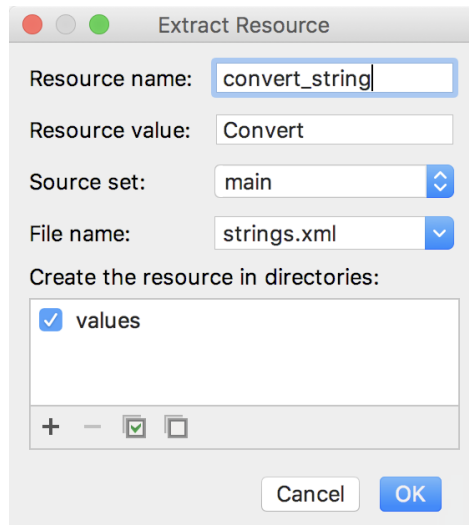 Extract Resource
Resource name: convert_string
Resource value: Convert
Source set: main
File name: strings.xml
Create the resource in directories:
values
Cancel OK